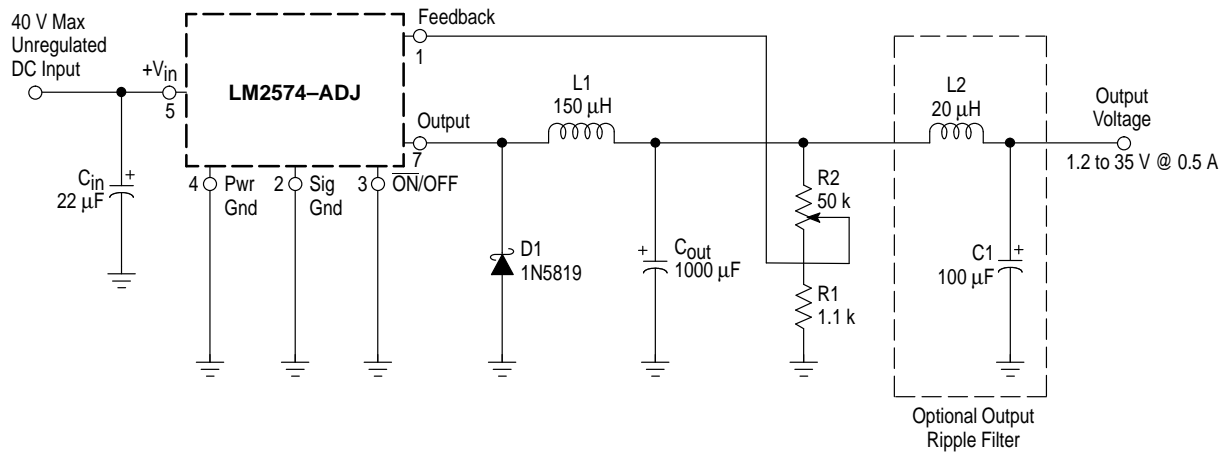 40 V Max
Unregulated
DC Input
+Vin
5
LM2574–ADJ
Feedback
1
Output
7
4
Pwr
Gnd
2
Sig
Gnd
3
ON/OFF
Cin
22 µF
+
L1
150 µH
D1
1N5819
+
Cout
1000 µF
R2
50 k
R1
1.1 k
L2
20 µH
C1
100 µF
+
Output
Voltage
1.2 to 35 V @ 0.5 A
Optional Output
Ripple Filter